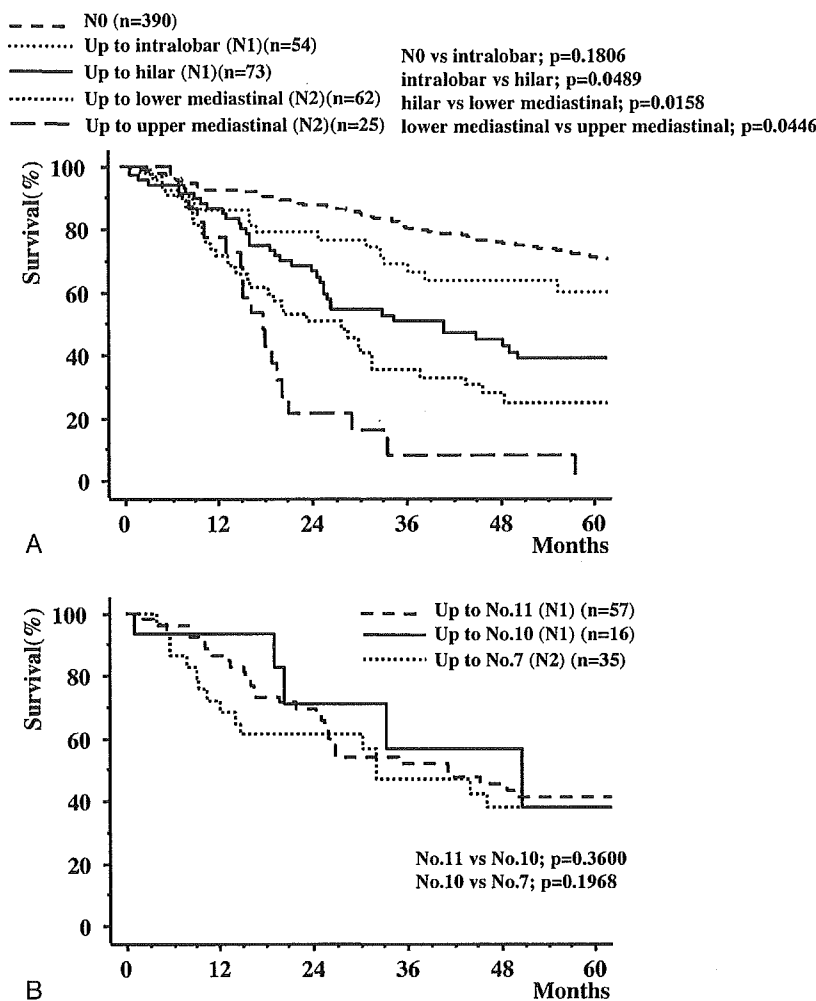 N0 (n=390)
Up to intralobar (N1)(n=54)
Up to hilar (N1)(n=73)
Up to lower mediastinal (N2)(n=62)
Up to upper mediastinal (N2)(n=25)
N0 vs intralobar; p=0.1806
intralobar vs hilar; p=0.0489
hilar vs lower mediastinal; p=0.0158
lower mediastinal vs upper mediastinal; p=0.0446
Survival(%)
100
80
60
40
20
0
0 12 24 36 48 60
Months
A
Survival(%)
100
80
60
40
20
0
Up to No.11 (N1) (n=57)
Up to No.10 (N1) (n=16)
Up to No.7 (N2) (n=35)
No.11 vs No.10; p=0.3600
No.10 vs No.7; p=0.1968
0 12 24 36 48 60
Months
B